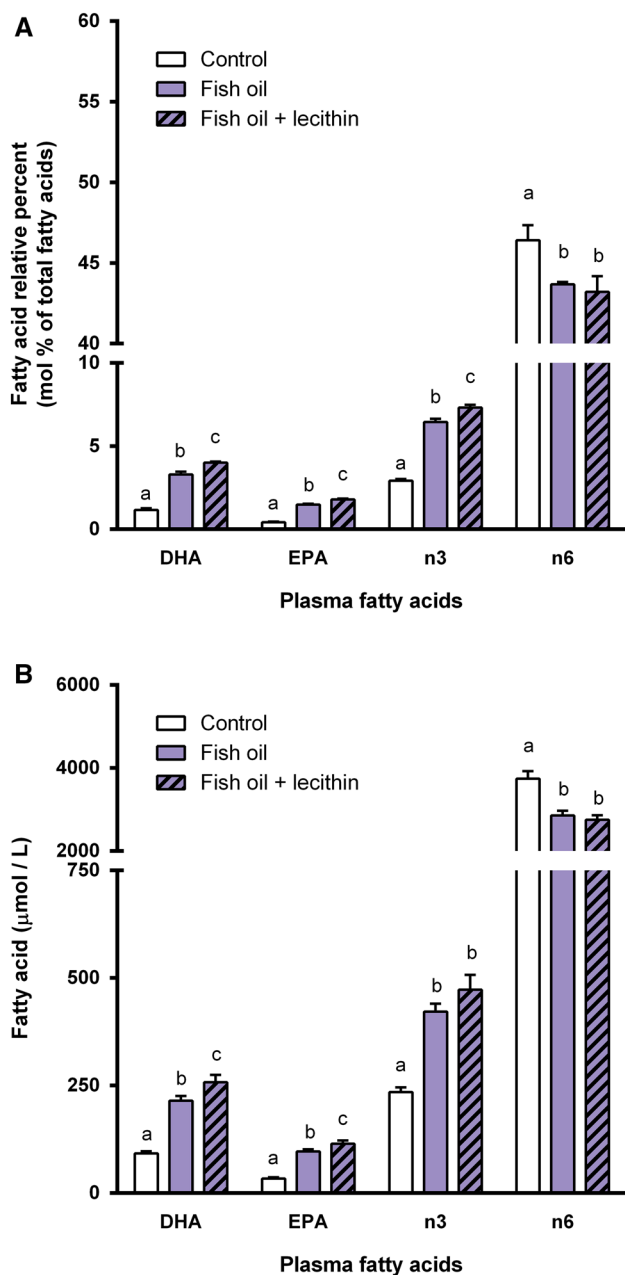 A
Fatty acid relative percent
(mol % of total fatty acids)
60
55
50
45
40
10
5
0
Control
Fish oil
Fish oil + lecithin
a
b
c
a
b
c
a
b
c
a
b
b
DHA
EPA
n3
n6
Plasma fatty acids
B
Fatty acid (μmol / L)
6000
4000
2000
750
500
250
0
Control
Fish oil
Fish oil + lecithin
a
b
c
a
b
c
a
b
b
a
b
b
DHA
EPA
n3
n6
Plasma fatty acids